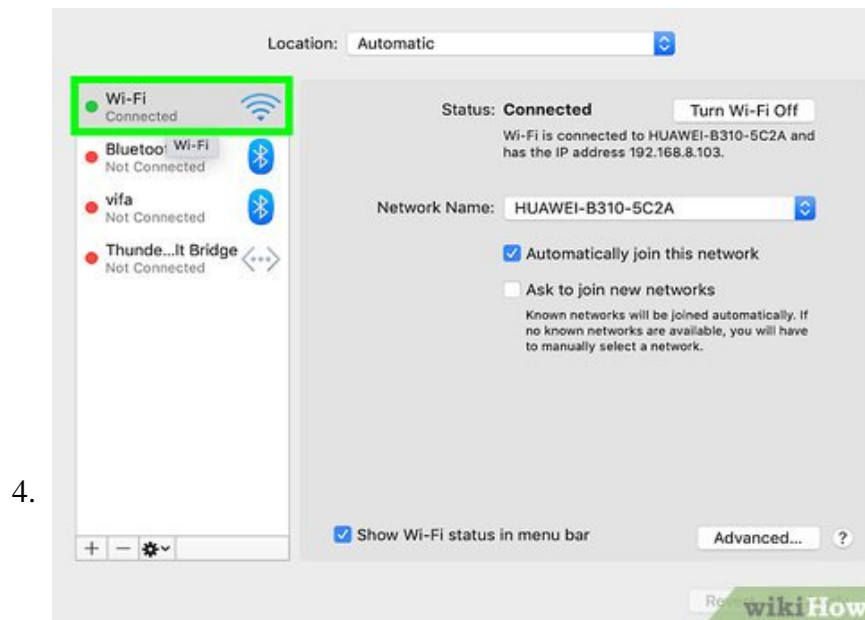 Location: Automatic
Wi-Fi
Connected
Bluetoo Wi-Fi
Not Connected
vifa
Not Connected
Thunde...lt Bridge
Not Connected
Status: Connected Turn Wi-Fi Off
Wi-Fi is connected to HUAWEI-B310-5C2A and
has the IP address 192.168.8.103.
Network Name: HUAWEI-B310-5C2A
Automatically join this network
Ask to join new networks
Known networks will be joined automatically. If
no known networks are available, you will have
to manually select a network.
4.
Show Wi-Fi status in menu bar Advanced... ?
wikiHow